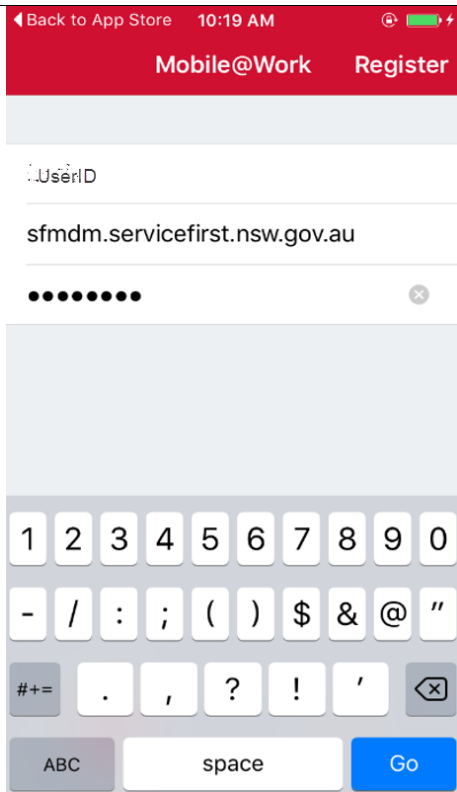 Back to App Store 10:19 AM
Mobile@Work Register
UserID
sfmdm.servicefirst.nsw.gov.au
••••••••
1 2 3 4 5 6 7 8 9 0
- / : ; ( ) $ & @ "
#+= . , ? ! '
ABC space Go